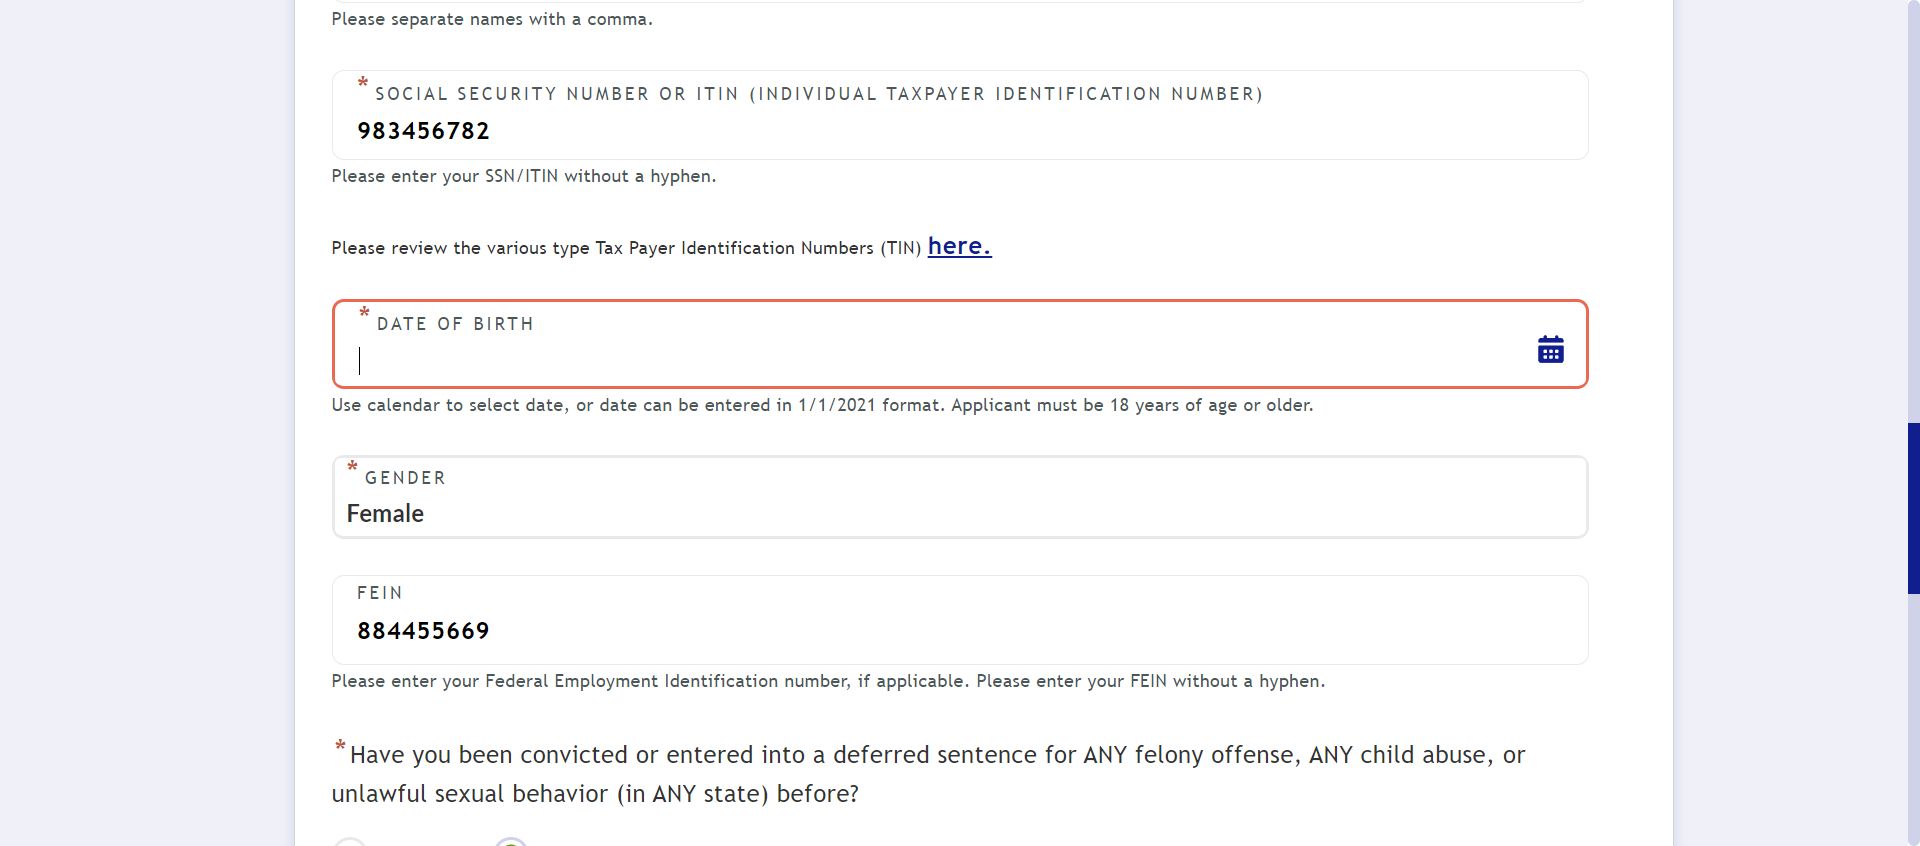 Please separate names with a comma.
* SOCIAL SECURITY NUMBER OR ITIN (INDIVIDUAL TAXPAYER IDENTIFICATION NUMBER)
983456782
Please enter your SSN/ITIN without a hyphen.
Please review the various type Tax Payer Identification Numbers (TIN) here.
* DATE OF BIRTH
Use calendar to select date, or date can be entered in 1/1/2021 format. Applicant must be 18 years of age or older.
* GENDER
Female
FEIN
884455669
Please enter your Federal Employment Identification number, if applicable. Please enter your FEIN without a hyphen.
* Have you been convicted or entered into a deferred sentence for ANY felony offense, ANY child abuse, or
unlawful sexual behavior (in ANY state) before?